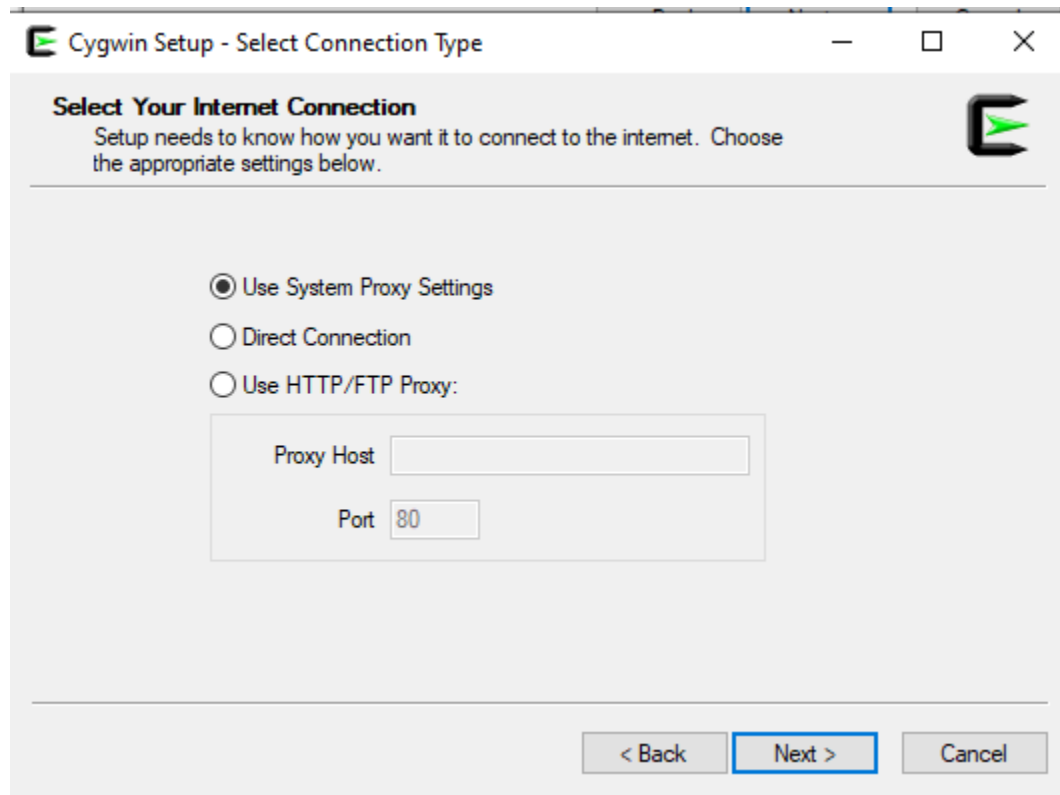 Cygwin Setup - Select Connection Type
Select Your Internet Connection
Setup needs to know how you want it to connect to the internet.  Choose
the appropriate settings below.
Use System Proxy Settings
Direct Connection
Use HTTP/FTP Proxy:
Proxy Host
Port 80
< Back Next > Cancel